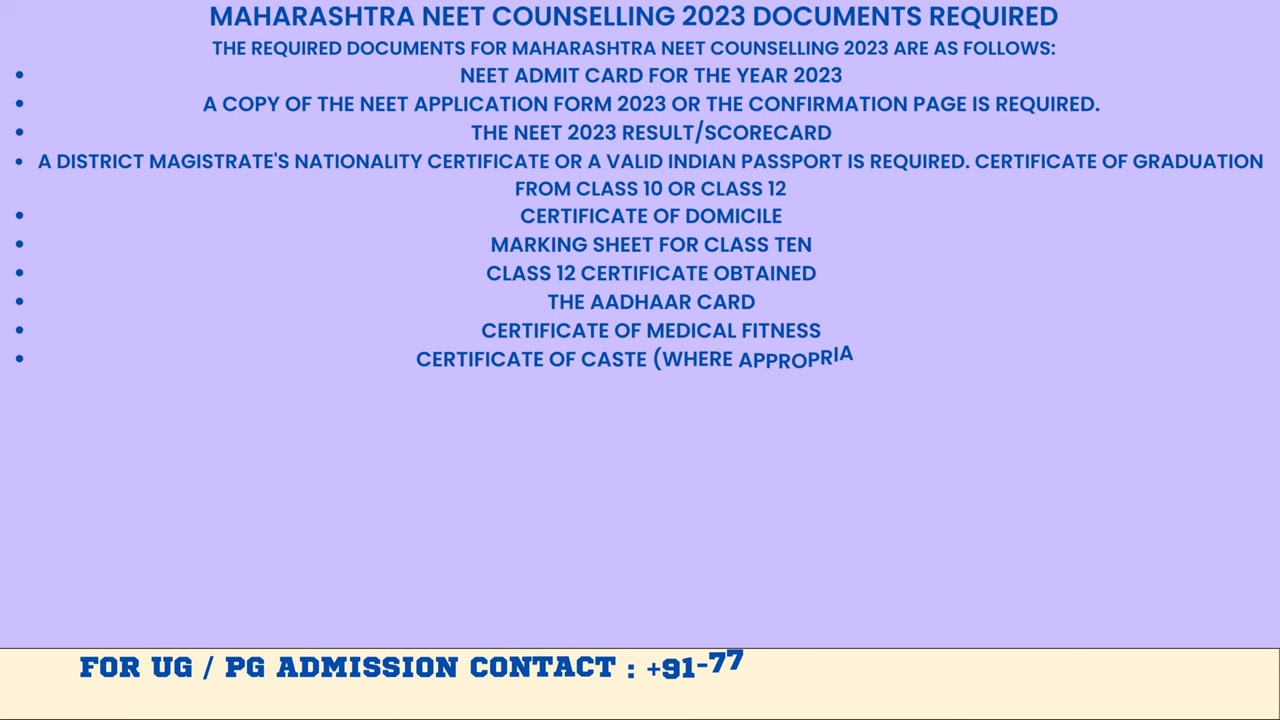 MAHARASHTRA NEET COUNSELLING 2023 DOCUMENTS REQUIRED
THE REQUIRED DOCUMENTS FOR MAHARASHTRA NEET COUNSELLING 2023 ARE AS FOLLOWS:
• NEET ADMIT CARD FOR THE YEAR 2023
• A COPY OF THE NEET APPLICATION FORM 2023 OR THE CONFIRMATION PAGE IS REQUIRED.
• THE NEET 2023 RESULT/SCORECARD
• A DISTRICT MAGISTRATE'S NATIONALITY CERTIFICATE OR A VALID INDIAN PASSPORT IS REQUIRED. CERTIFICATE OF GRADUATION
FROM CLASS 10 OR CLASS 12
• CERTIFICATE OF DOMICILE
• MARKING SHEET FOR CLASS TEN
• CLASS 12 CERTIFICATE OBTAINED
• THE AADHAAR CARD
• CERTIFICATE OF MEDICAL FITNESS
• CERTIFICATE OF CASTE (WHERE APPROPRIA
FOR UG / PG ADMISSION CONTACT : +91-77